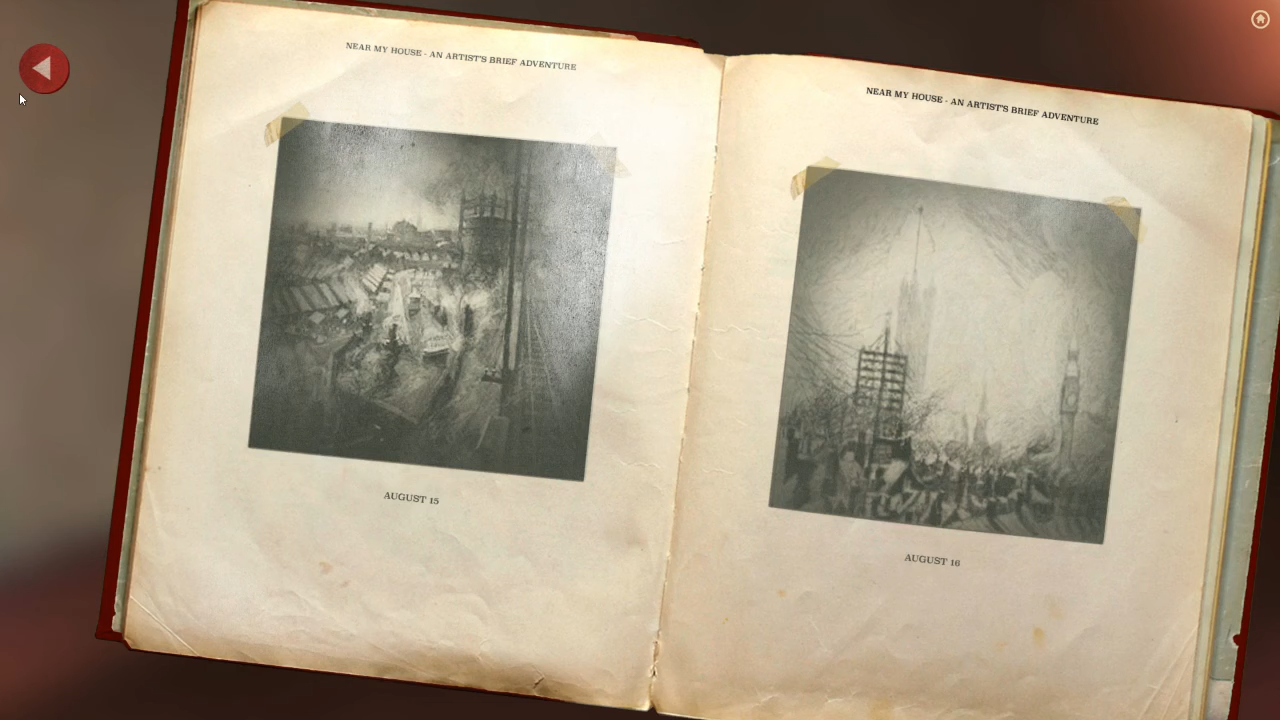 NEAR MY HOUSE - AN ARTIST'S BRIEF ADVENTURE
AUGUST 15
NEAR MY HOUSE - AN ARTIST'S BRIEF ADVENTURE
AUGUST 16